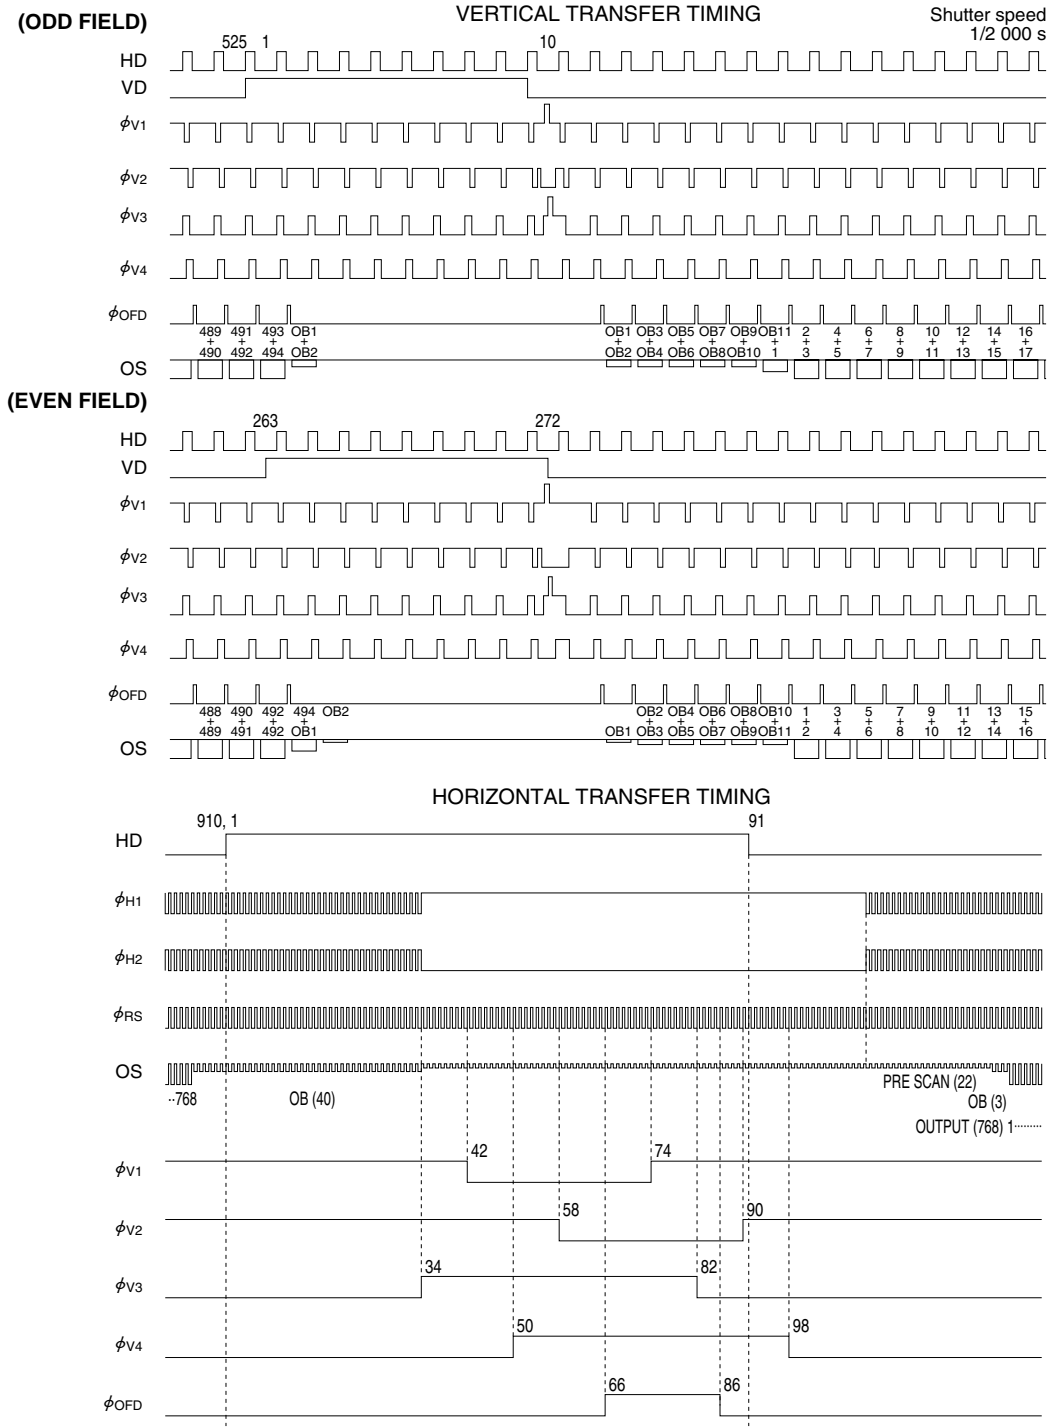 (ODD FIELD)
VERTICAL TRANSFER TIMING
Shutter speed
1/2 000 s
525 1 10
HD
VD
ϕV1
ϕV2
ϕV3
ϕV4
ϕOFD
489 491 493 OB1 OB1 OB3 OB5 OB7 OB9 OB11 2 4 6 8 10 12 14 16
+ + + + + + + + + + + + + + + + + +
490 492 494 OB2 OB2 OB4 OB6 OB8 OB10 1 3 5 7 9 11 13 15 17
OS
(EVEN FIELD)
263 272
HD
VD
ϕV1
ϕV2
ϕV3
ϕV4
ϕOFD
488 490 492 494 OB2 OB2 OB4 OB6 OB8 OB10 1 3 5 7 9 11 13 15
+ + + + + + + + + + + + + + + + +
489 491 492 OB1 OB1 OB3 OB5 OB7 OB9 OB11 2 4 6 8 10 12 14 16
OS
HORIZONTAL TRANSFER TIMING
910, 1 91
HD
ϕH1
ϕH2
ϕRS
OS
··768 OB (40) PRE SCAN (22)
OB (3)
OUTPUT (768) 1·········
42 74
ϕV1
58 90
ϕV2
34 82
ϕV3
50 98
ϕV4
66 86
ϕOFD